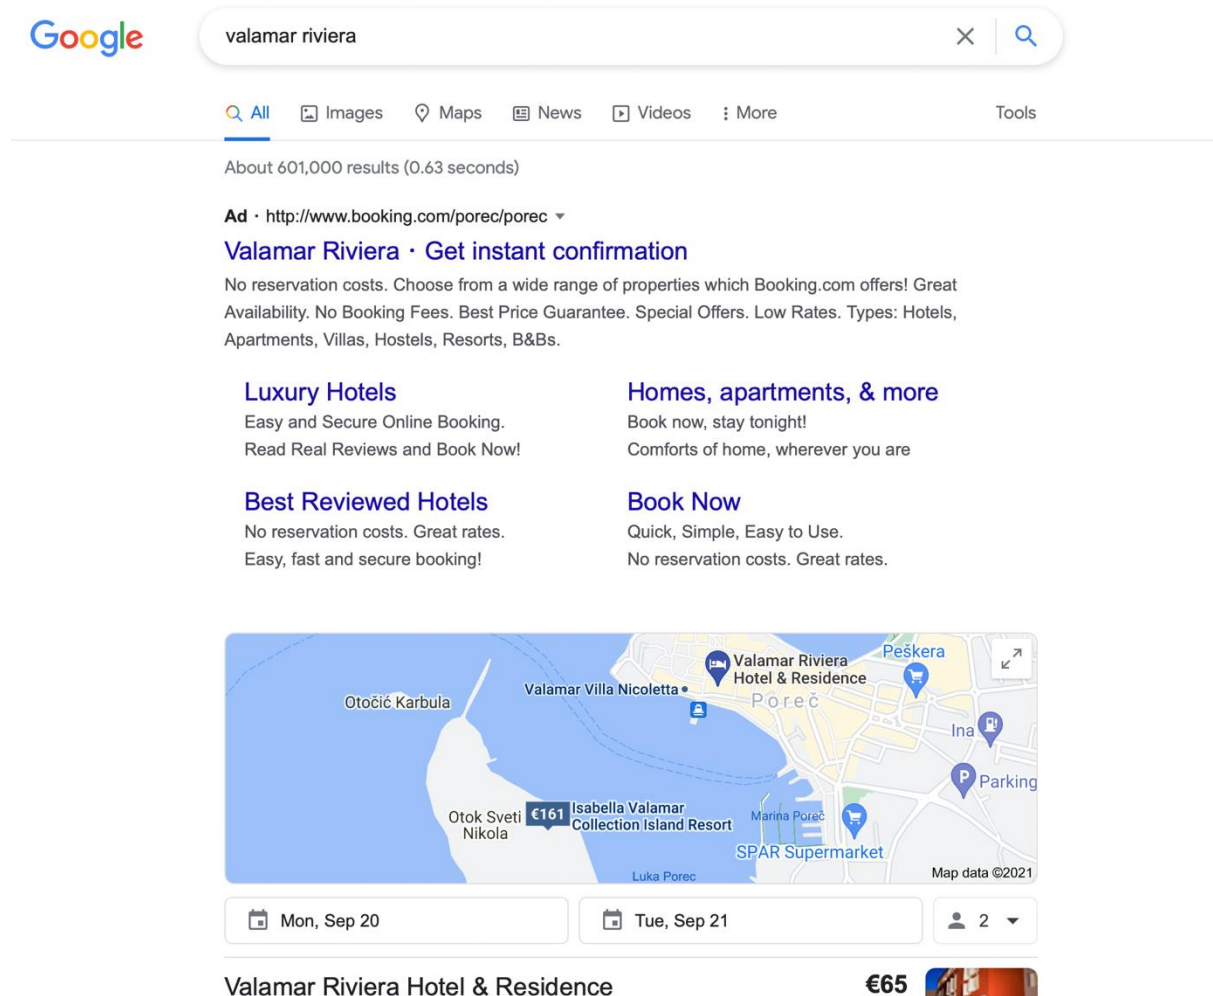 Google
valamar riviera
All Images Maps News Videos More Tools
About 601,000 results (0.63 seconds)
Ad · http://www.booking.com/porec/porec
Valamar Riviera · Get instant confirmation
No reservation costs. Choose from a wide range of properties which Booking.com offers! Great
Availability. No Booking Fees. Best Price Guarantee. Special Offers. Low Rates. Types: Hotels,
Apartments, Villas, Hostels, Resorts, B&Bs.
Luxury Hotels
Easy and Secure Online Booking.
Read Real Reviews and Book Now!
Homes, apartments, & more
Book now, stay tonight!
Comforts of home, wherever you are
Best Reviewed Hotels
No reservation costs. Great rates.
Easy, fast and secure booking!
Book Now
Quick, Simple, Easy to Use.
No reservation costs. Great rates.
Peškera
Valamar Riviera
Hotel & Residence
Valamar Villa Nicoletta
Otočić Karbula
Poreč
Ina
P
Parking
Otok Sveti
Nikola
€161
Isabella Valamar
Collection Island Resort
Marina Poreč
SPAR Supermarket
Luka Porec
Map data ©2021
Mon, Sep 20
Tue, Sep 21
2
Valamar Riviera Hotel & Residence
€65